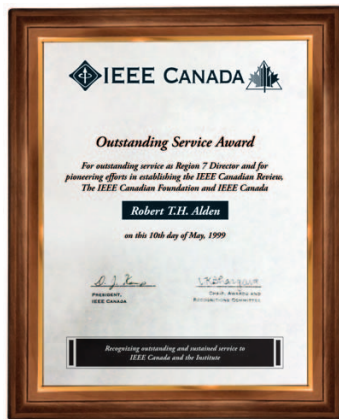 IEEE CANADA
Outstanding Service Award
For outstanding service as Region 7 Director and for
pioneering efforts in establishing the IEEE Canadian Review,
The IEEE Canadian Foundation and IEEE Canada
Robert T.H. Alden
on this 10th day of May, 1999
PRESIDENT,
IEEE CANADA
CHAIR, AWARDS AND
RECOGNITIONS COMMITTEE
Recognizing outstanding and sustained service to
IEEE Canada and the Institute